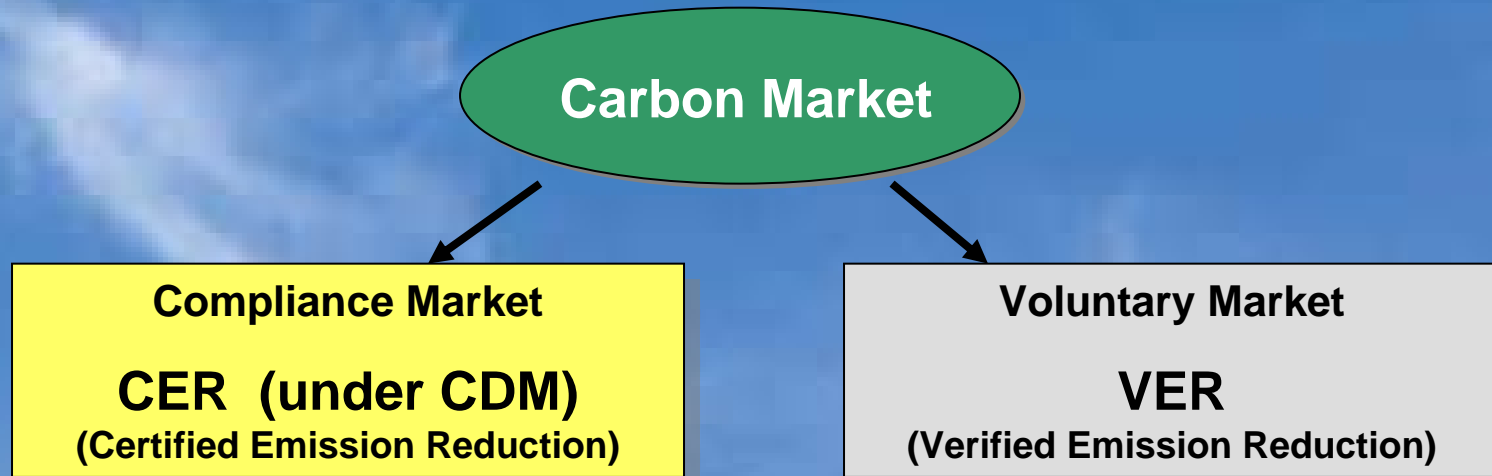 Carbon Market
Compliance Market
CER (under CDM)
(Certified Emission Reduction)
Voluntary Market
VER
(Verified Emission Reduction)